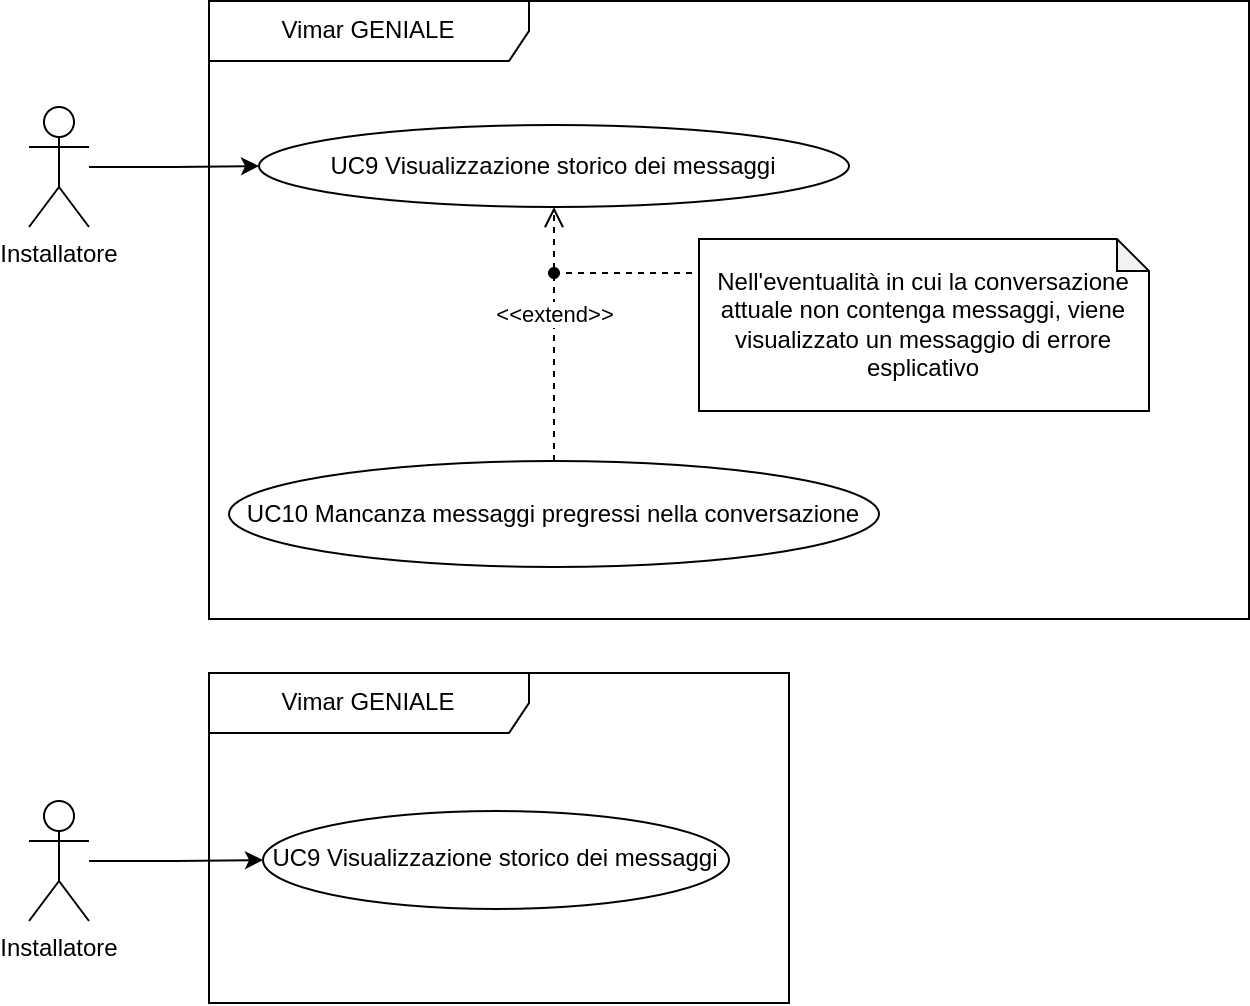 Vimar GENIALE
Installatore
UC9 Visualizzazione storico dei messaggi
<<extend>>
Nell'eventualità in cui la conversazione
attuale non contenga messaggi, viene
visualizzato un messaggio di errore
esplicativo
UC10 Mancanza messaggi pregressi nella conversazione
Vimar GENIALE
Installatore
UC9 Visualizzazione storico dei messaggi